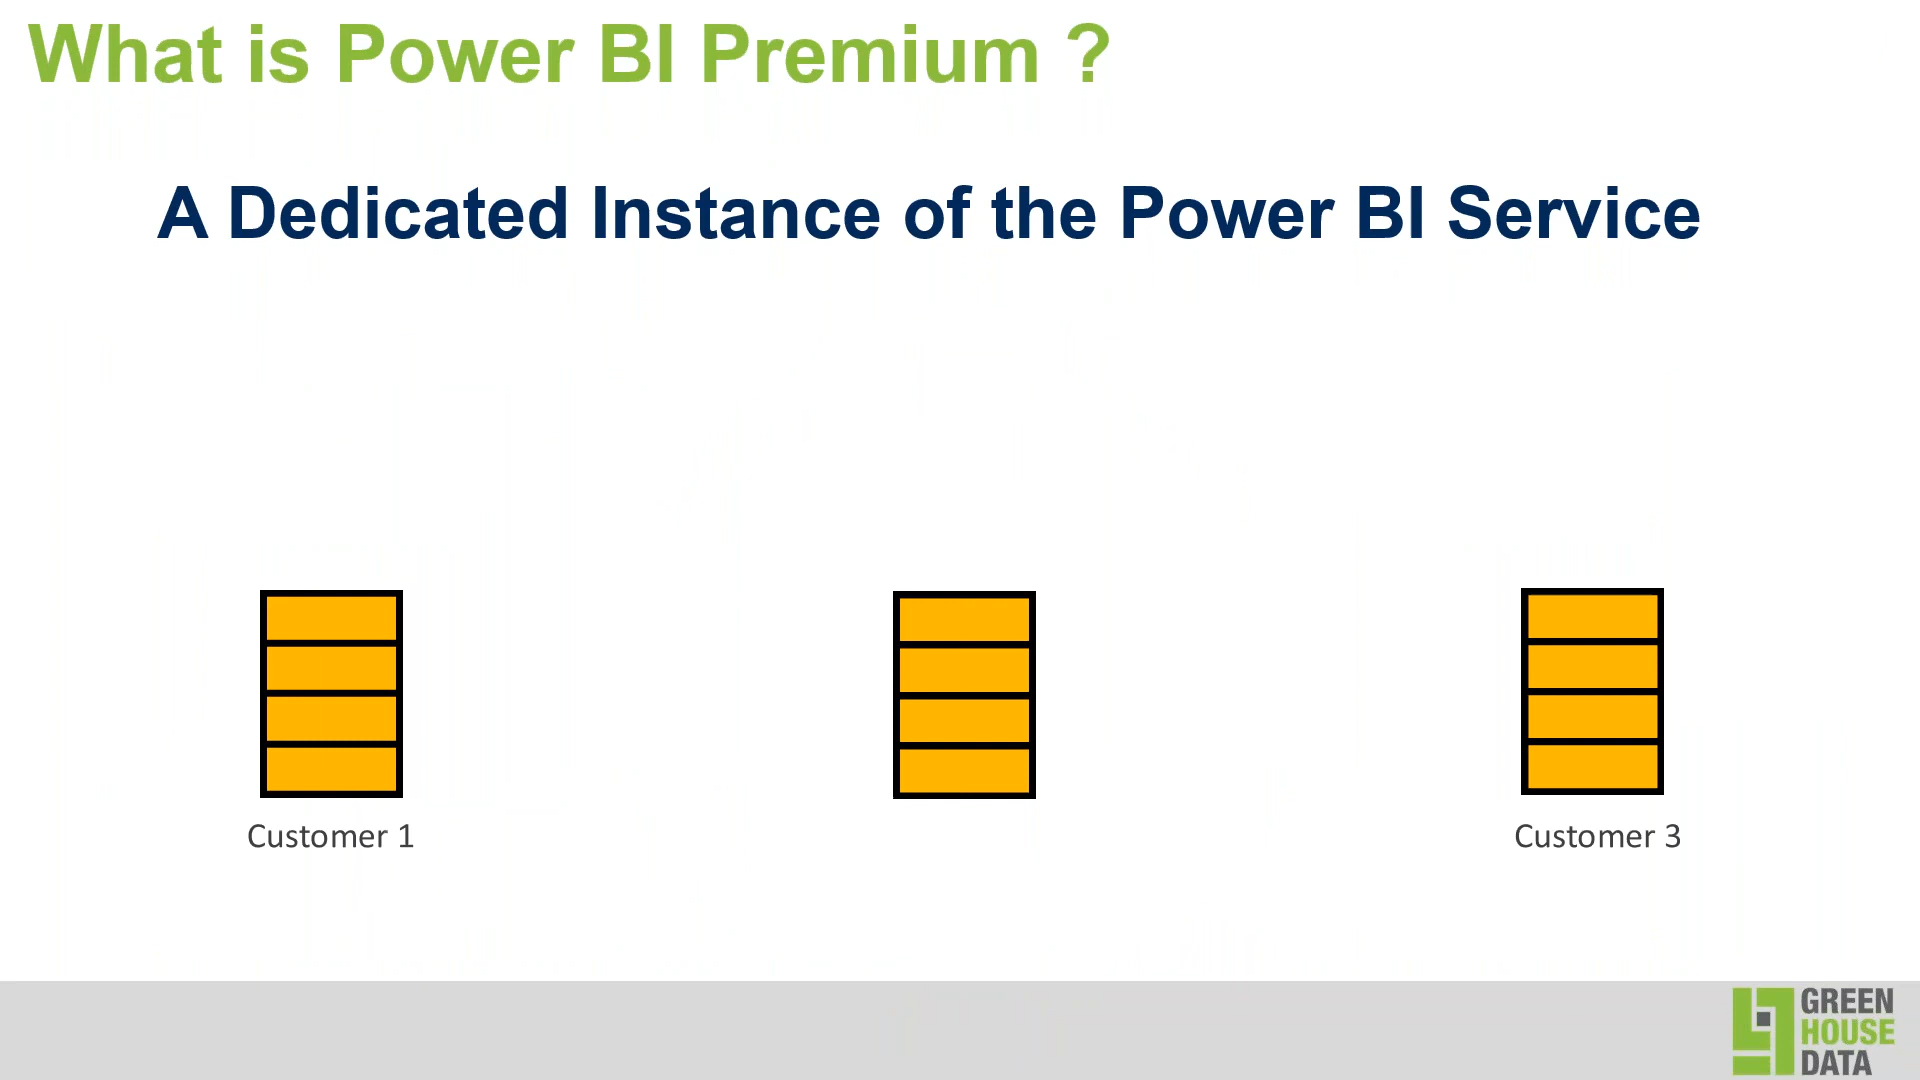 What is Power BI Premium ?
A Dedicated Instance of the Power BI Service
Customer 1
Customer 3
GREEN
HOUSE
DATA